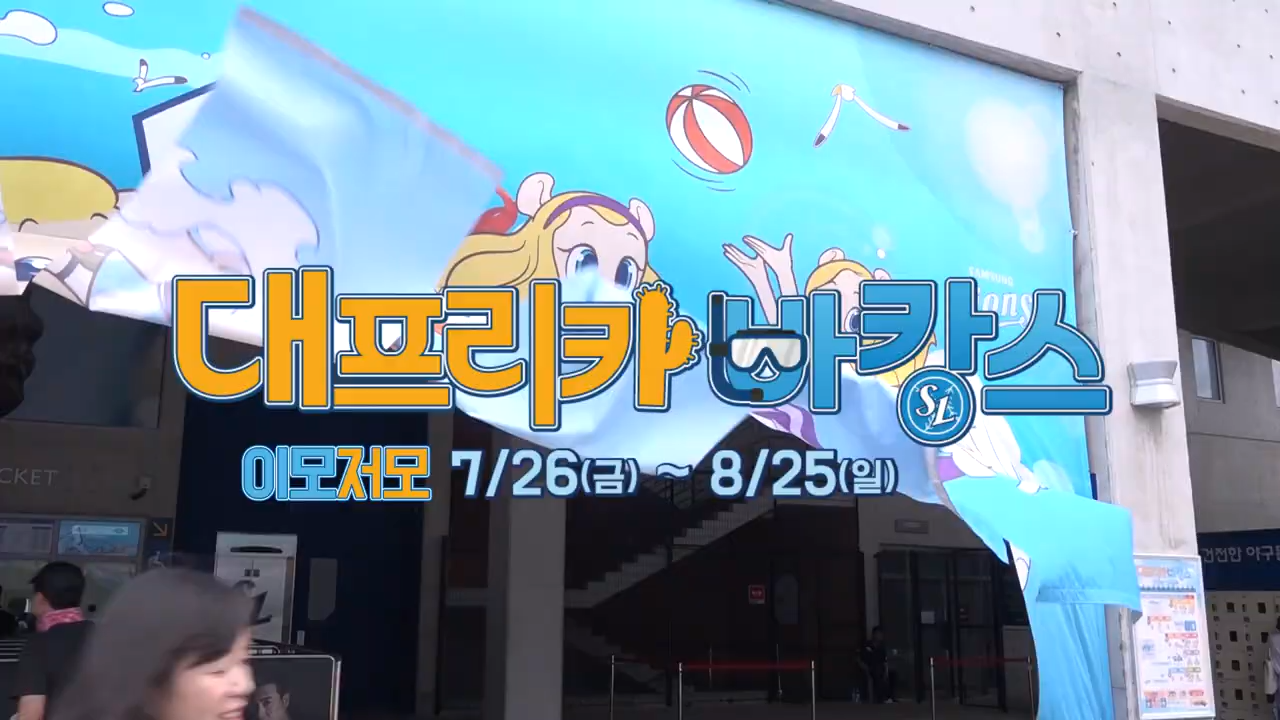 SAMSUNG
대프리카 바캉스
SL
이모저모 7/26(금) ~ 8/25(일)
건전한 야구